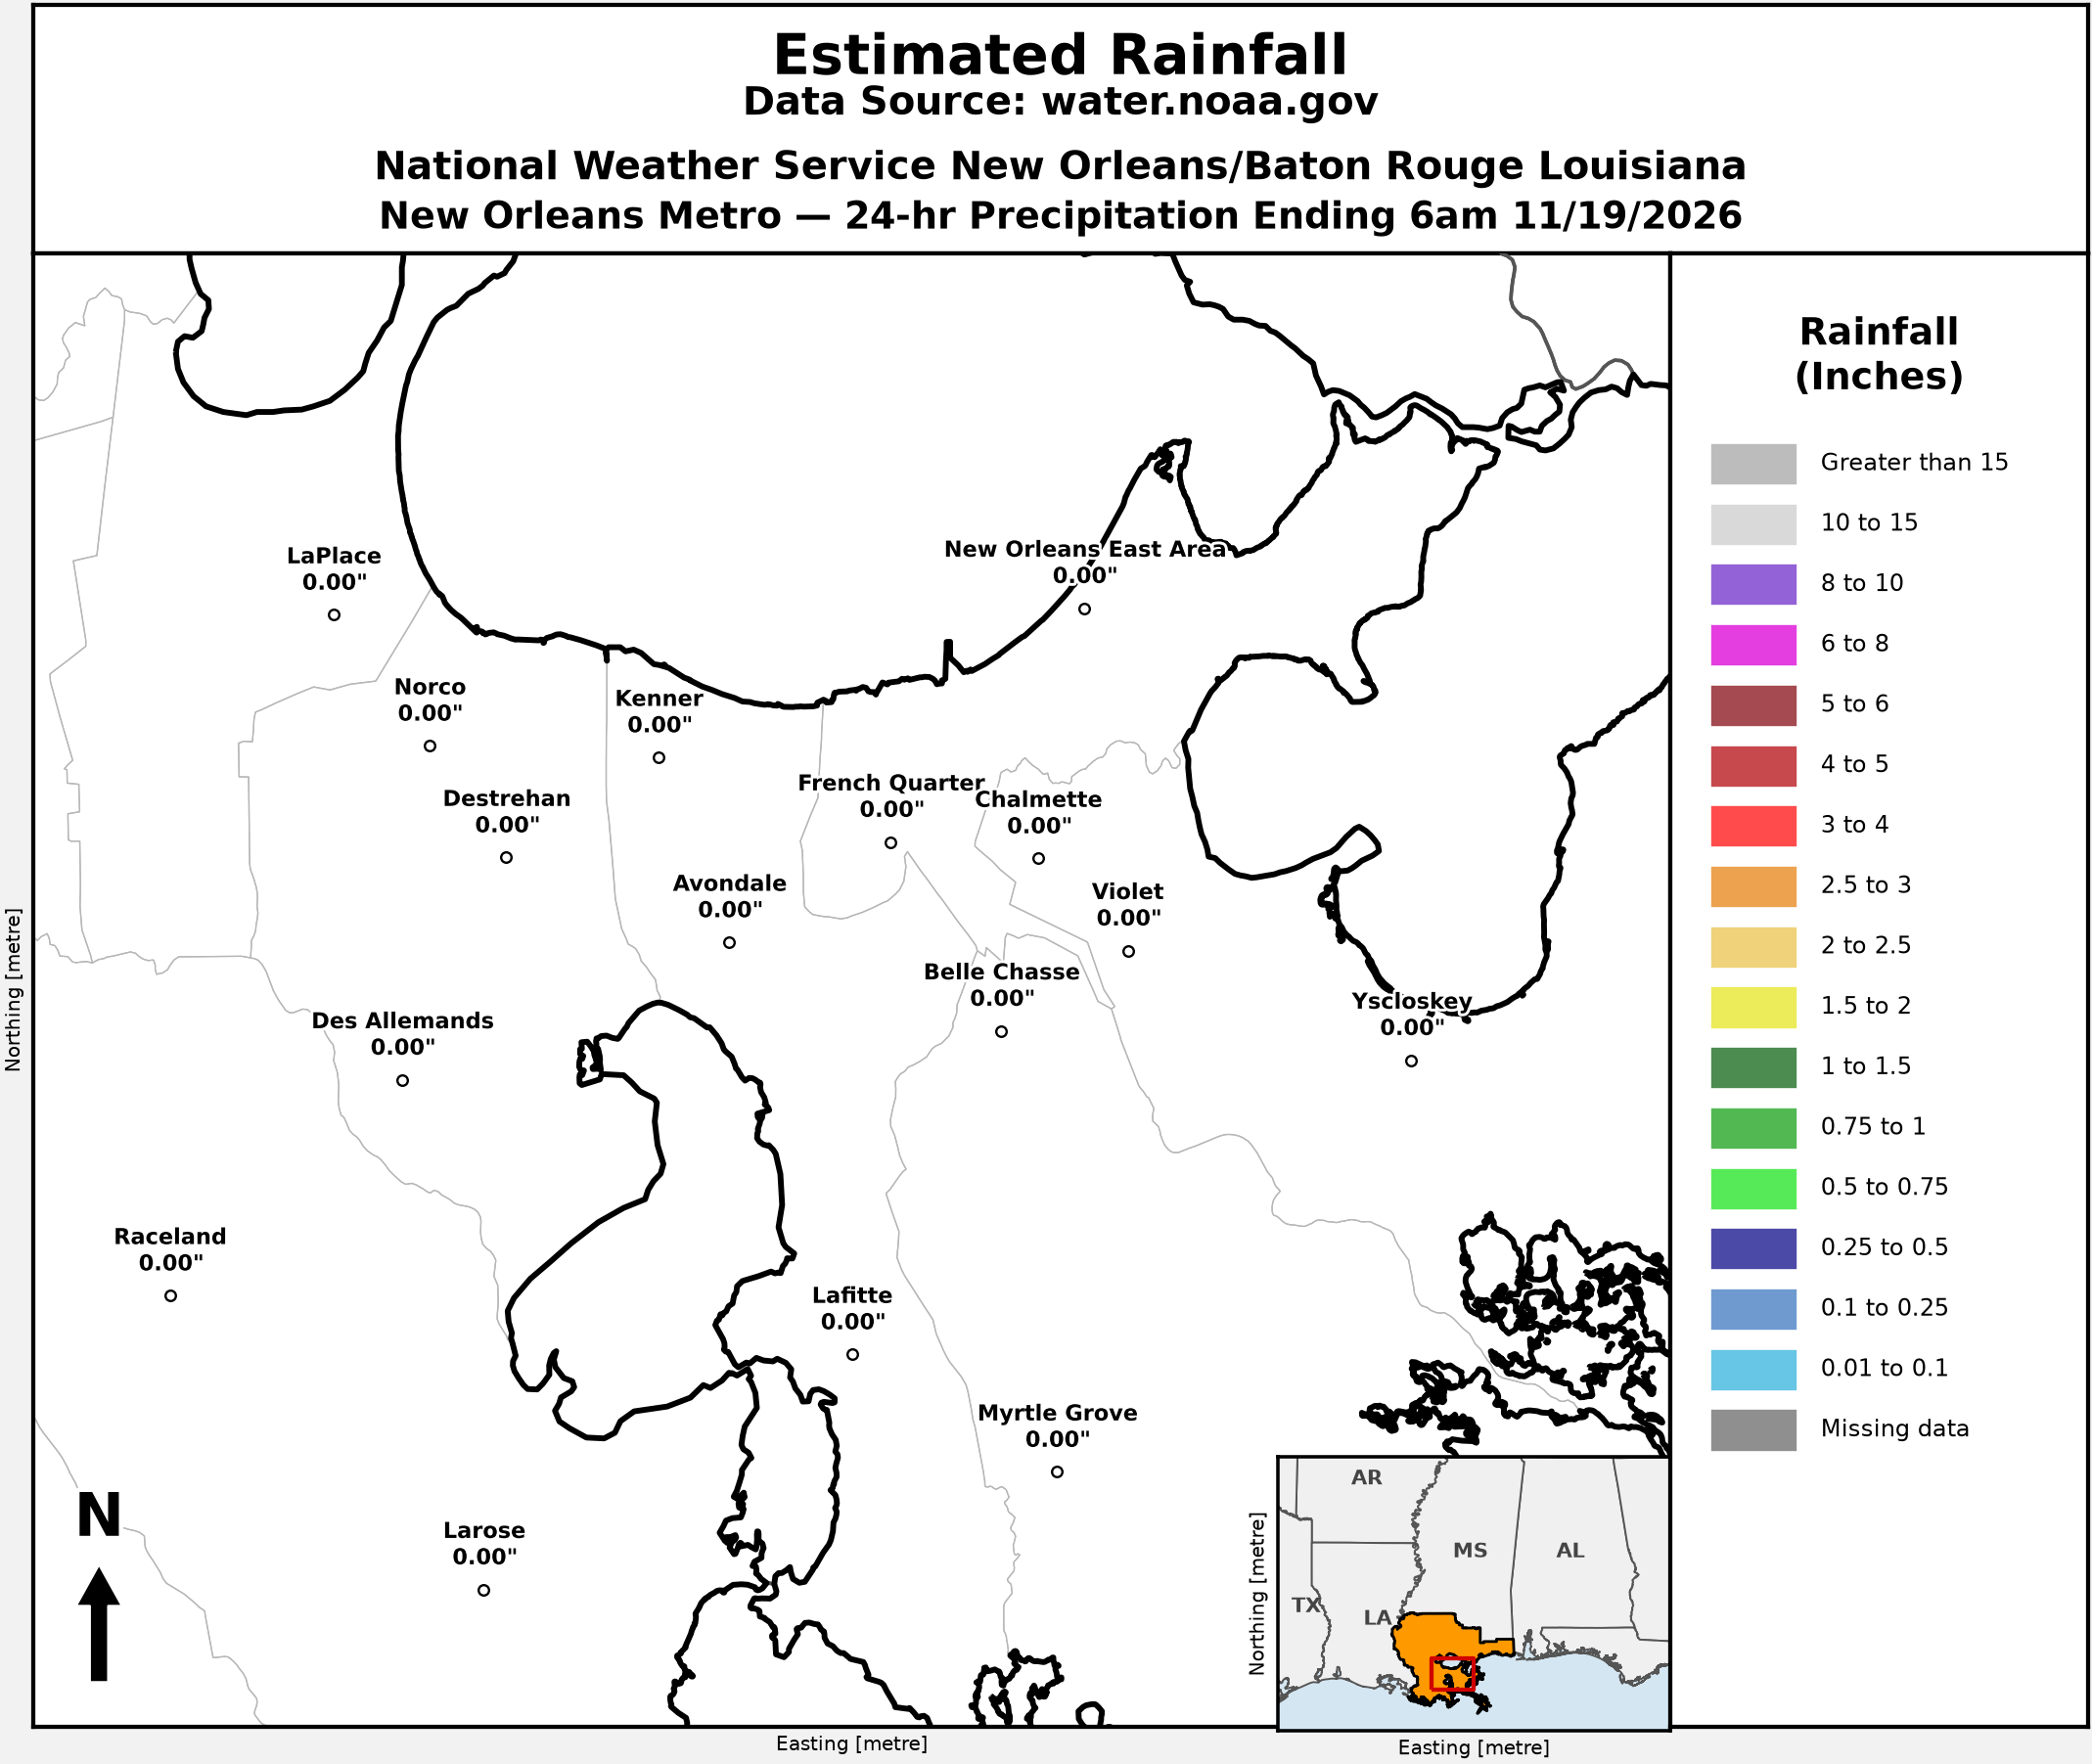 Estimated Rainfall
Data Source: water.noaa.gov
National Weather Service New Orleans/Baton Rouge Louisiana
New Orleans Metro — 24-hr Precipitation Ending 6am 11/19/2026
Rainfall
(Inches)
Greater than 15
10 to 15
8 to 10
6 to 8
5 to 6
4 to 5
3 to 4
2.5 to 3
2 to 2.5
1.5 to 2
1 to 1.5
0.75 to 1
0.5 to 0.75
0.25 to 0.5
0.1 to 0.25
0.01 to 0.1
Missing data
New Orleans East Area
0.00"
LaPlace
0.00"
Norco
0.00"
Kenner
0.00"
French Quarter
0.00"
Destrehan
0.00"
Chalmette
0.00"
Avondale
0.00"
Violet
0.00"
Belle Chasse
0.00"
Yscloskey
0.00"
Des Allemands
0.00"
Raceland
0.00"
Lafitte
0.00"
Myrtle Grove
0.00"
Larose
0.00"
N
AR
MS
AL
TX
LA
Northing [metre]
Easting [metre]
Northing [metre]
Easting [metre]